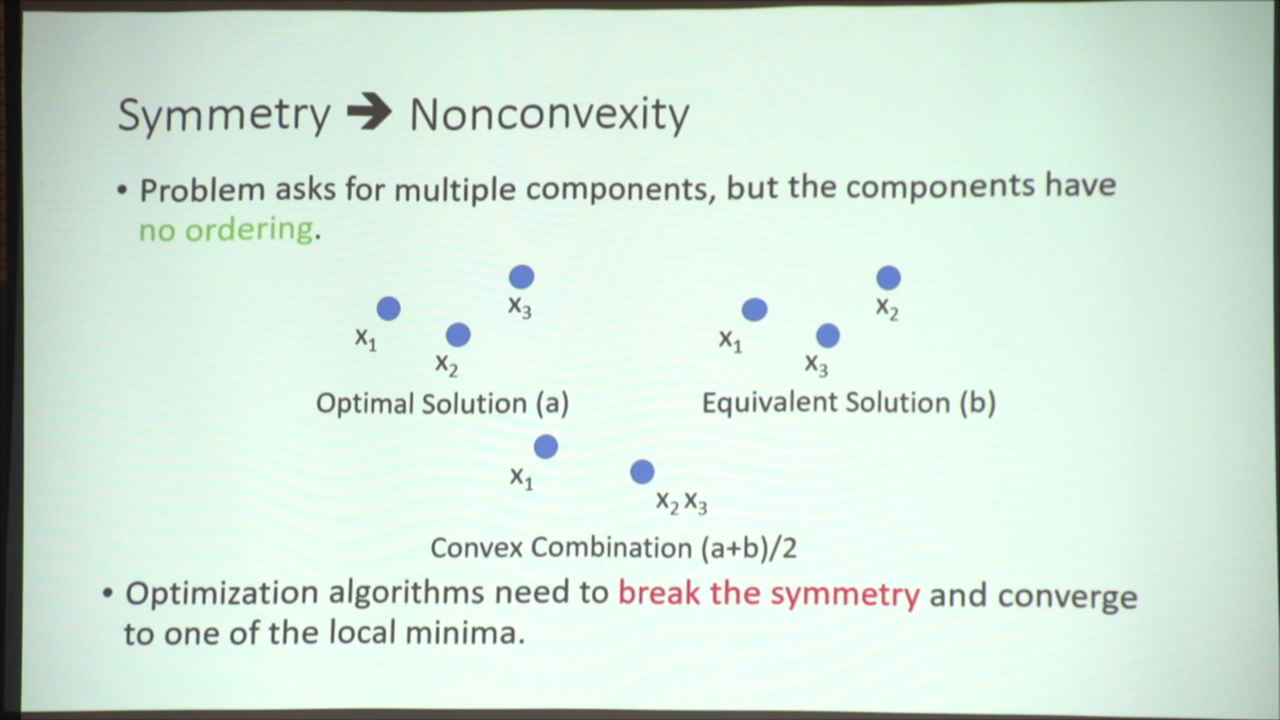 Symmetry ➔ Nonconvexity
• Problem asks for multiple components, but the components have
no ordering.
x₁ x₂ x₃
x₁ x₃ x₂
Optimal Solution (a)
Equivalent Solution (b)
x₁
x₂ x₃
Convex Combination (a+b)/2
• Optimization algorithms need to break the symmetry and converge
to one of the local minima.